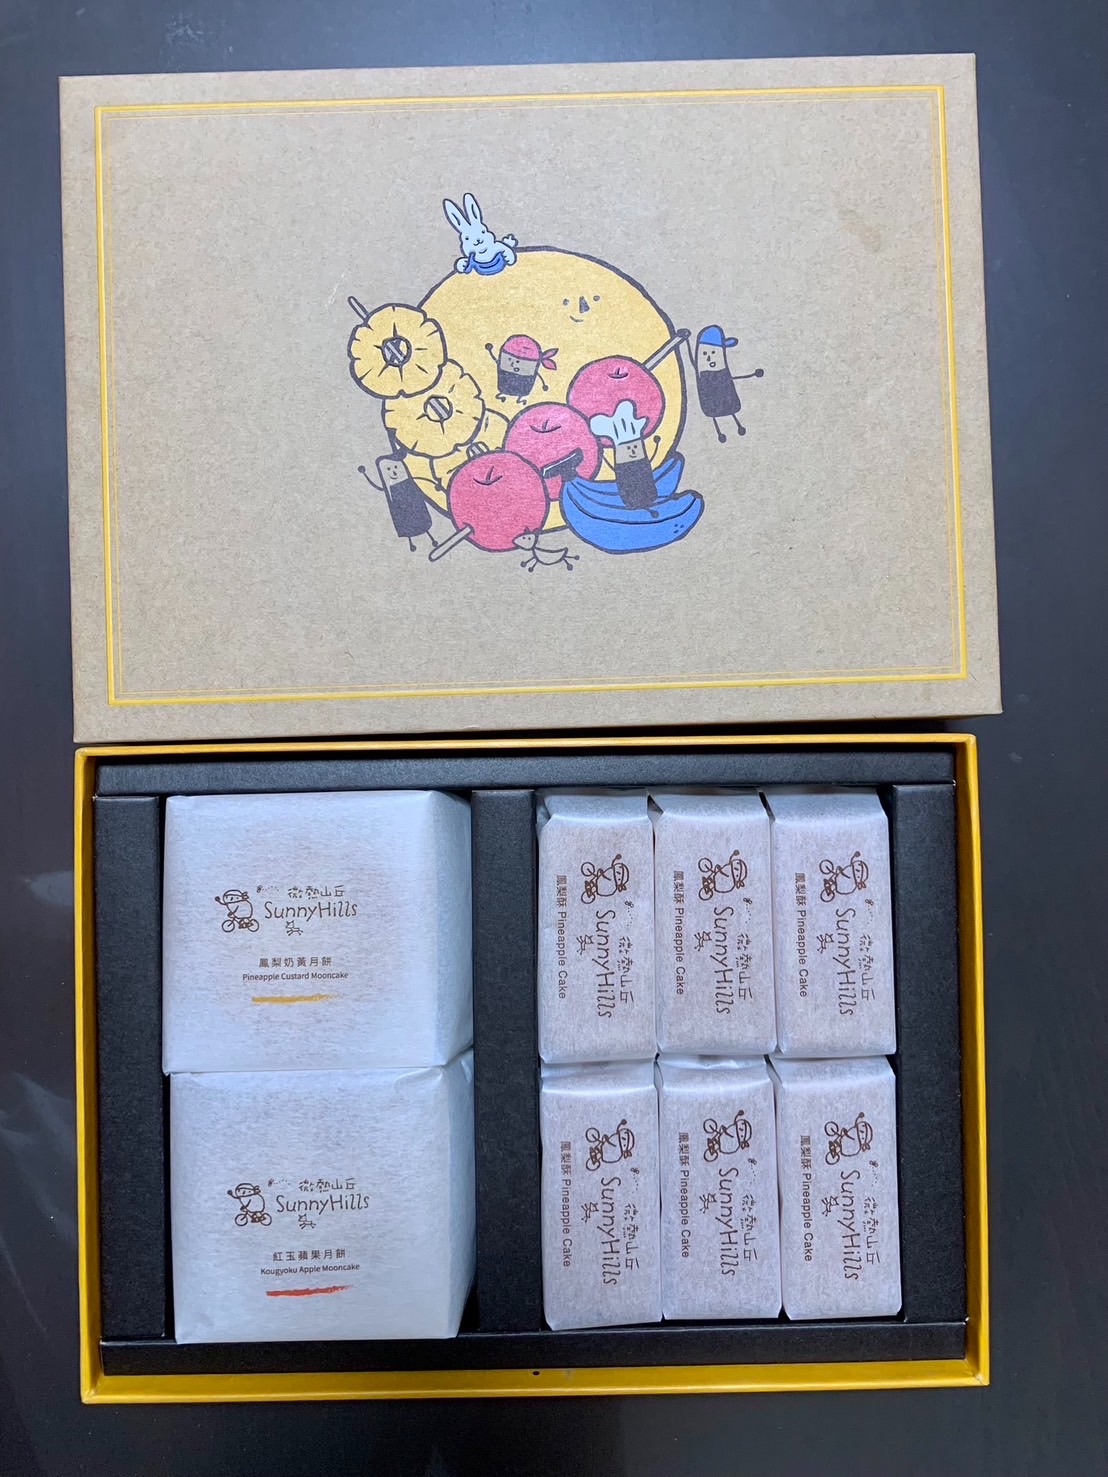 微熱山丘
SunnyHills
鳳梨奶黃月餅
Pineapple Custard Mooncake
微熱山丘
SunnyHills
紅玉蘋果月餅
Kougyoku Apple Mooncake
微熱山丘
SunnyHills
鳳梨酥 Pineapple Cake
微熱山丘
SunnyHills
鳳梨酥 Pineapple Cake
微熱山丘
SunnyHills
鳳梨酥 Pineapple Cake
微熱山丘
SunnyHills
鳳梨酥 Pineapple Cake
微熱山丘
SunnyHills
鳳梨酥 Pineapple Cake
微熱山丘
SunnyHills
鳳梨酥 Pineapple Cake